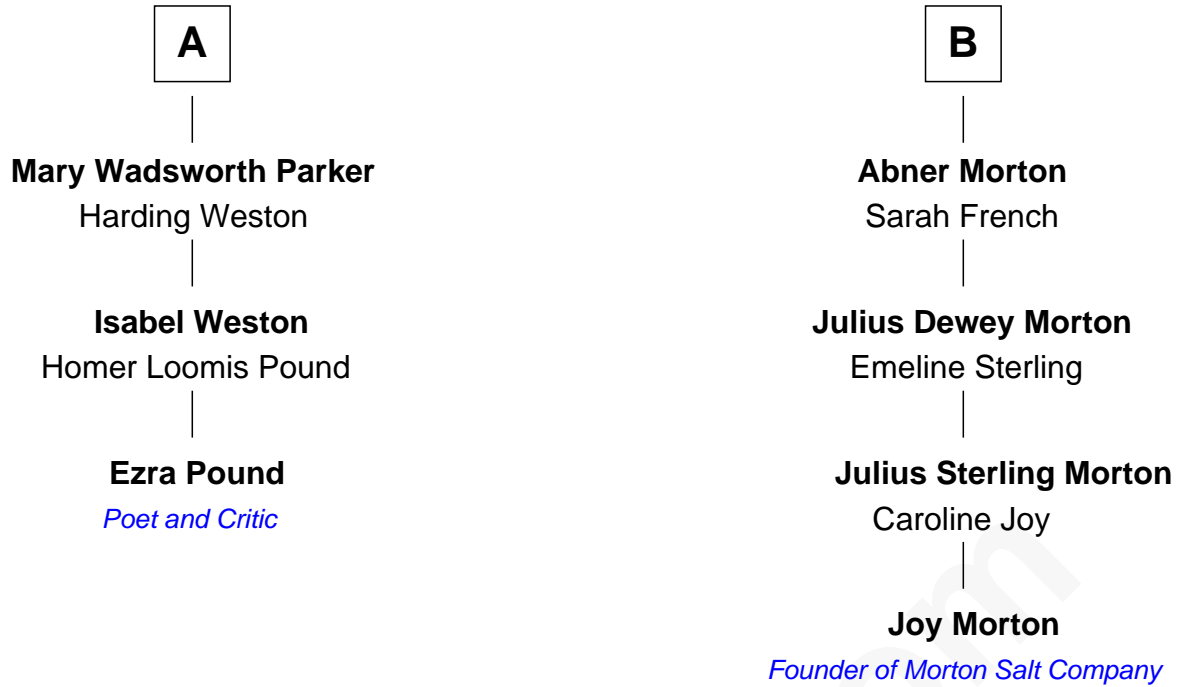 A
Mary Wadsworth Parker
Harding Weston
Isabel Weston
Homer Loomis Pound
Ezra Pound
Poet and Critic
B
Abner Morton
Sarah French
Julius Dewey Morton
Emeline Sterling
Julius Sterling Morton
Caroline Joy
Joy Morton
Founder of Morton Salt Company